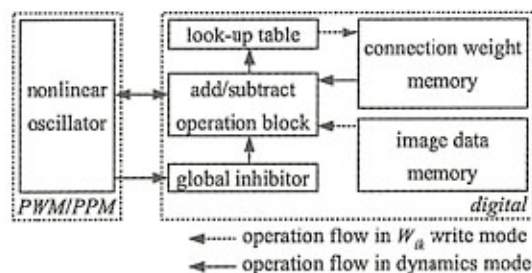 look-up table
connection weight
memory
nonlinear
oscillator
add/subtract
operation block
image data
memory
global inhibitor
PWM/PPM
digital
operation flow in Wik write mode
operation flow in dynamics mode